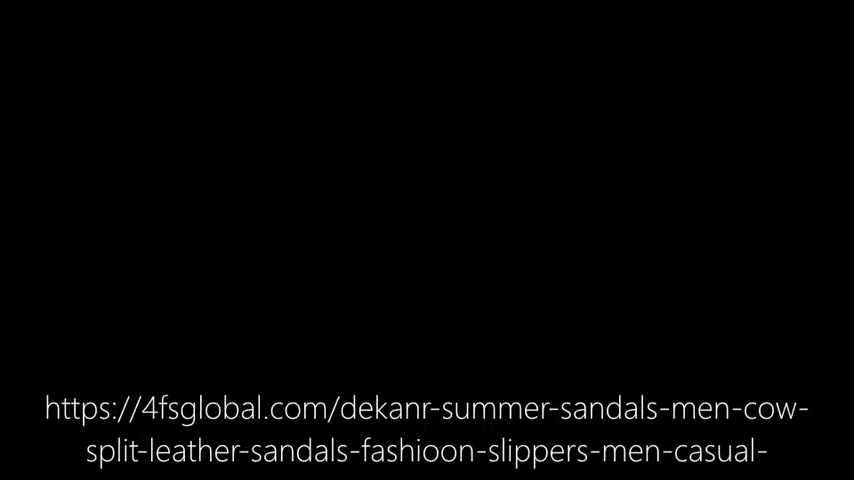 https://4fsglobal.com/dekanr-summer-sandals-men-cow-
split-leather-sandals-fashioon-slippers-men-casual-